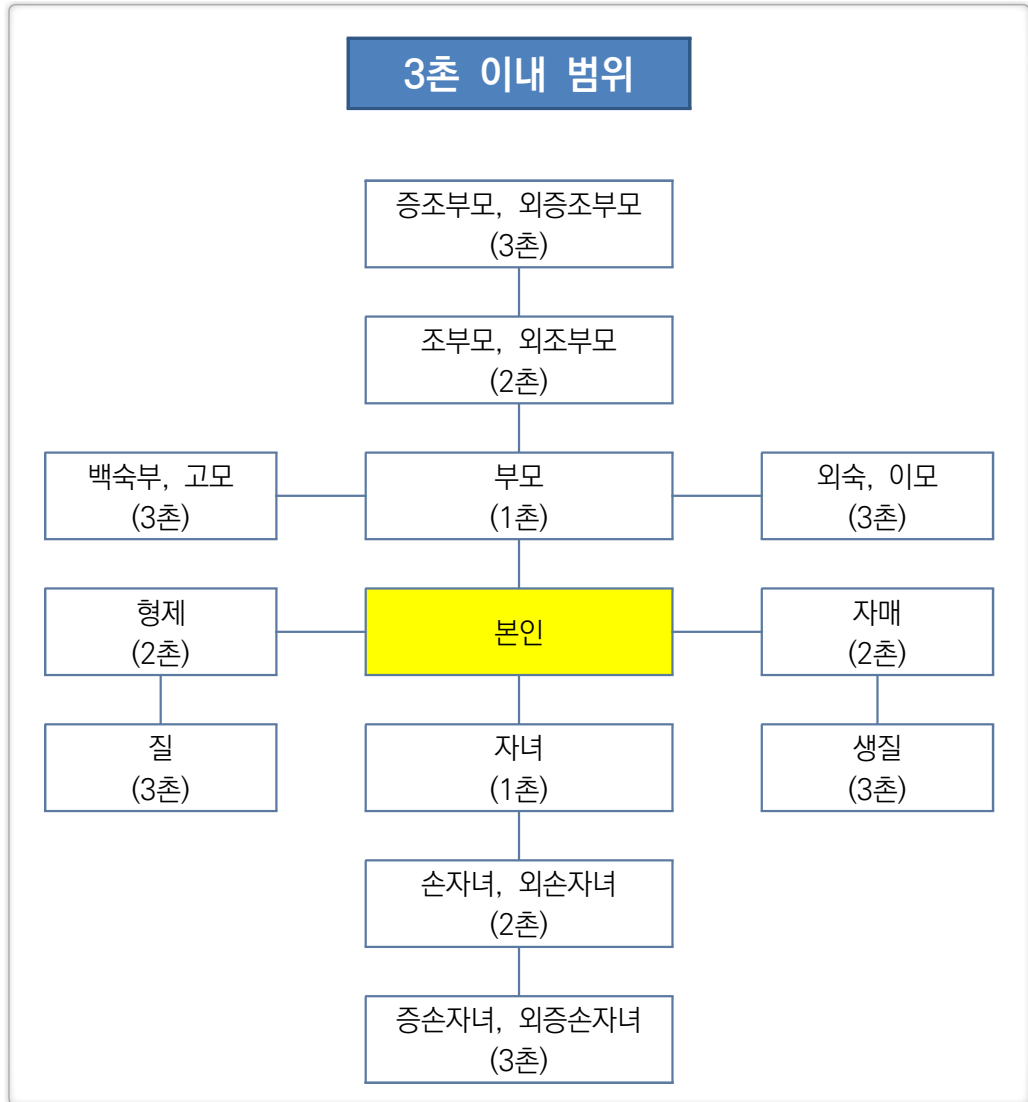 3촌 이내 범위
증조부모, 외증조부모
(3촌)
조부모, 외조부모
(2촌)
백숙부, 고모
(3촌)
부모
(1촌)
외숙, 이모
(3촌)
형제
(2촌)
본인
자매
(2촌)
질
(3촌)
자녀
(1촌)
생질
(3촌)
손자녀, 외손자녀
(2촌)
증손자녀, 외증손자녀
(3촌)